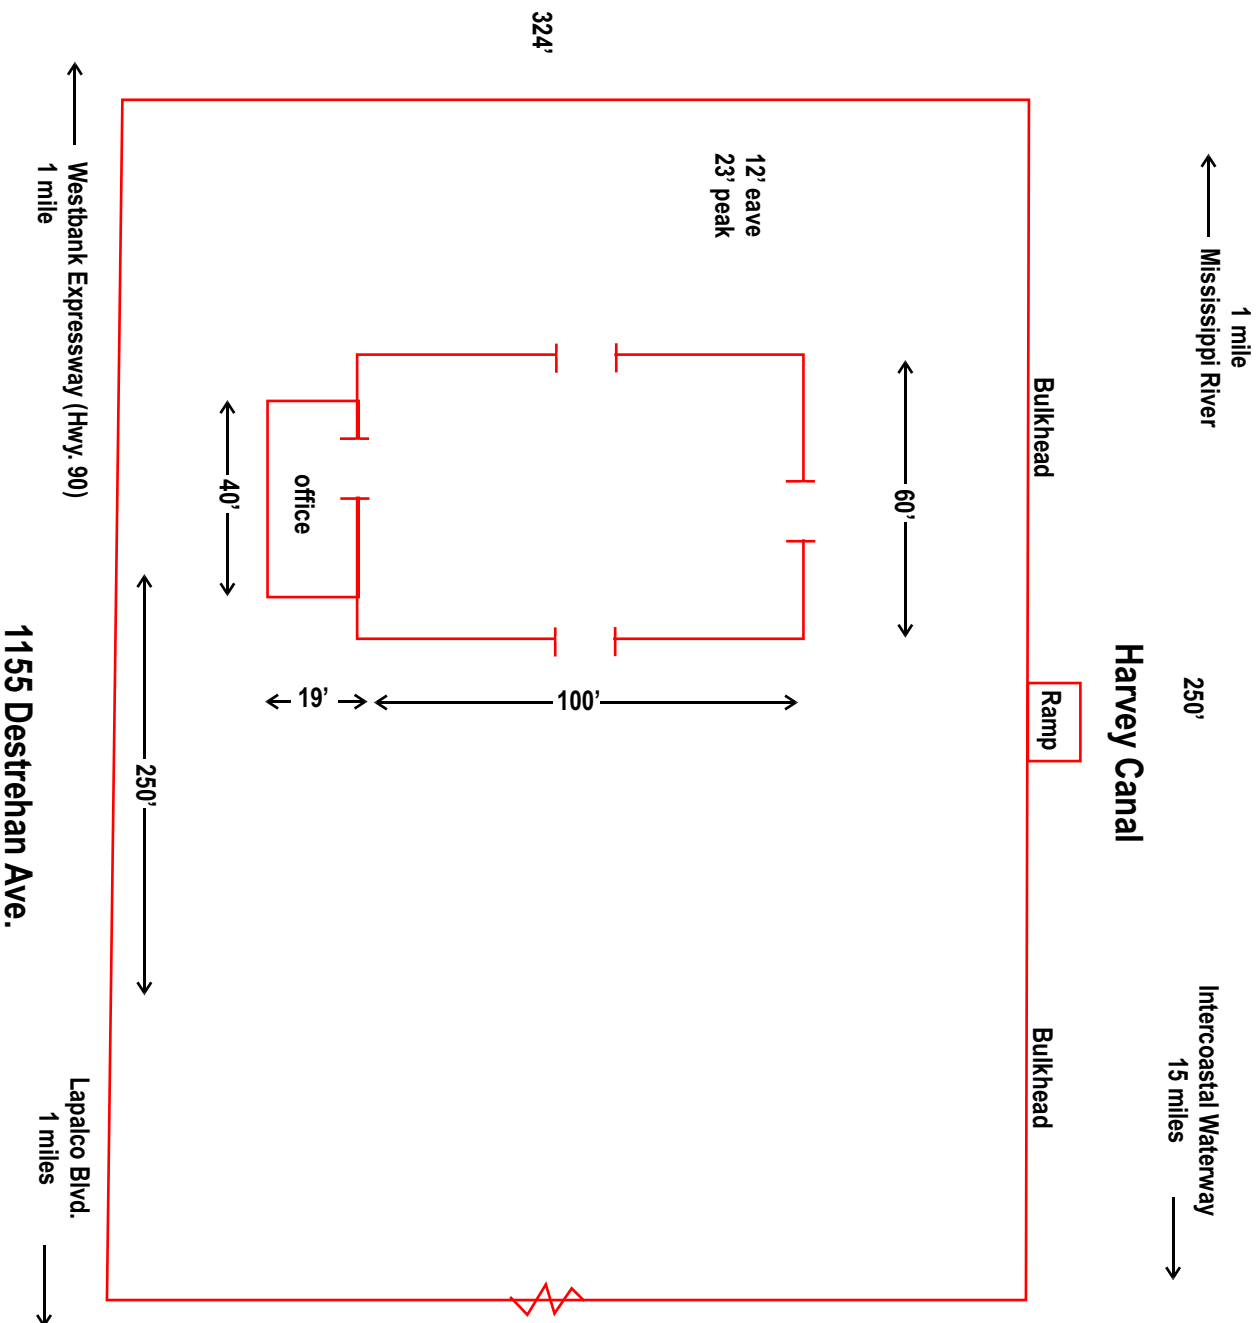 1 mile
Mississippi River
250’
Intercoastal Waterway
15 miles
Harvey Canal
Bulkhead
Ramp
Bulkhead
60’
12’ eave
23’ peak
100’
324’
19’
office
40’
250’
Westbank Expressway (Hwy. 90)
1 mile
Lapalco Blvd.
1 miles
1155 Destrehan Ave.